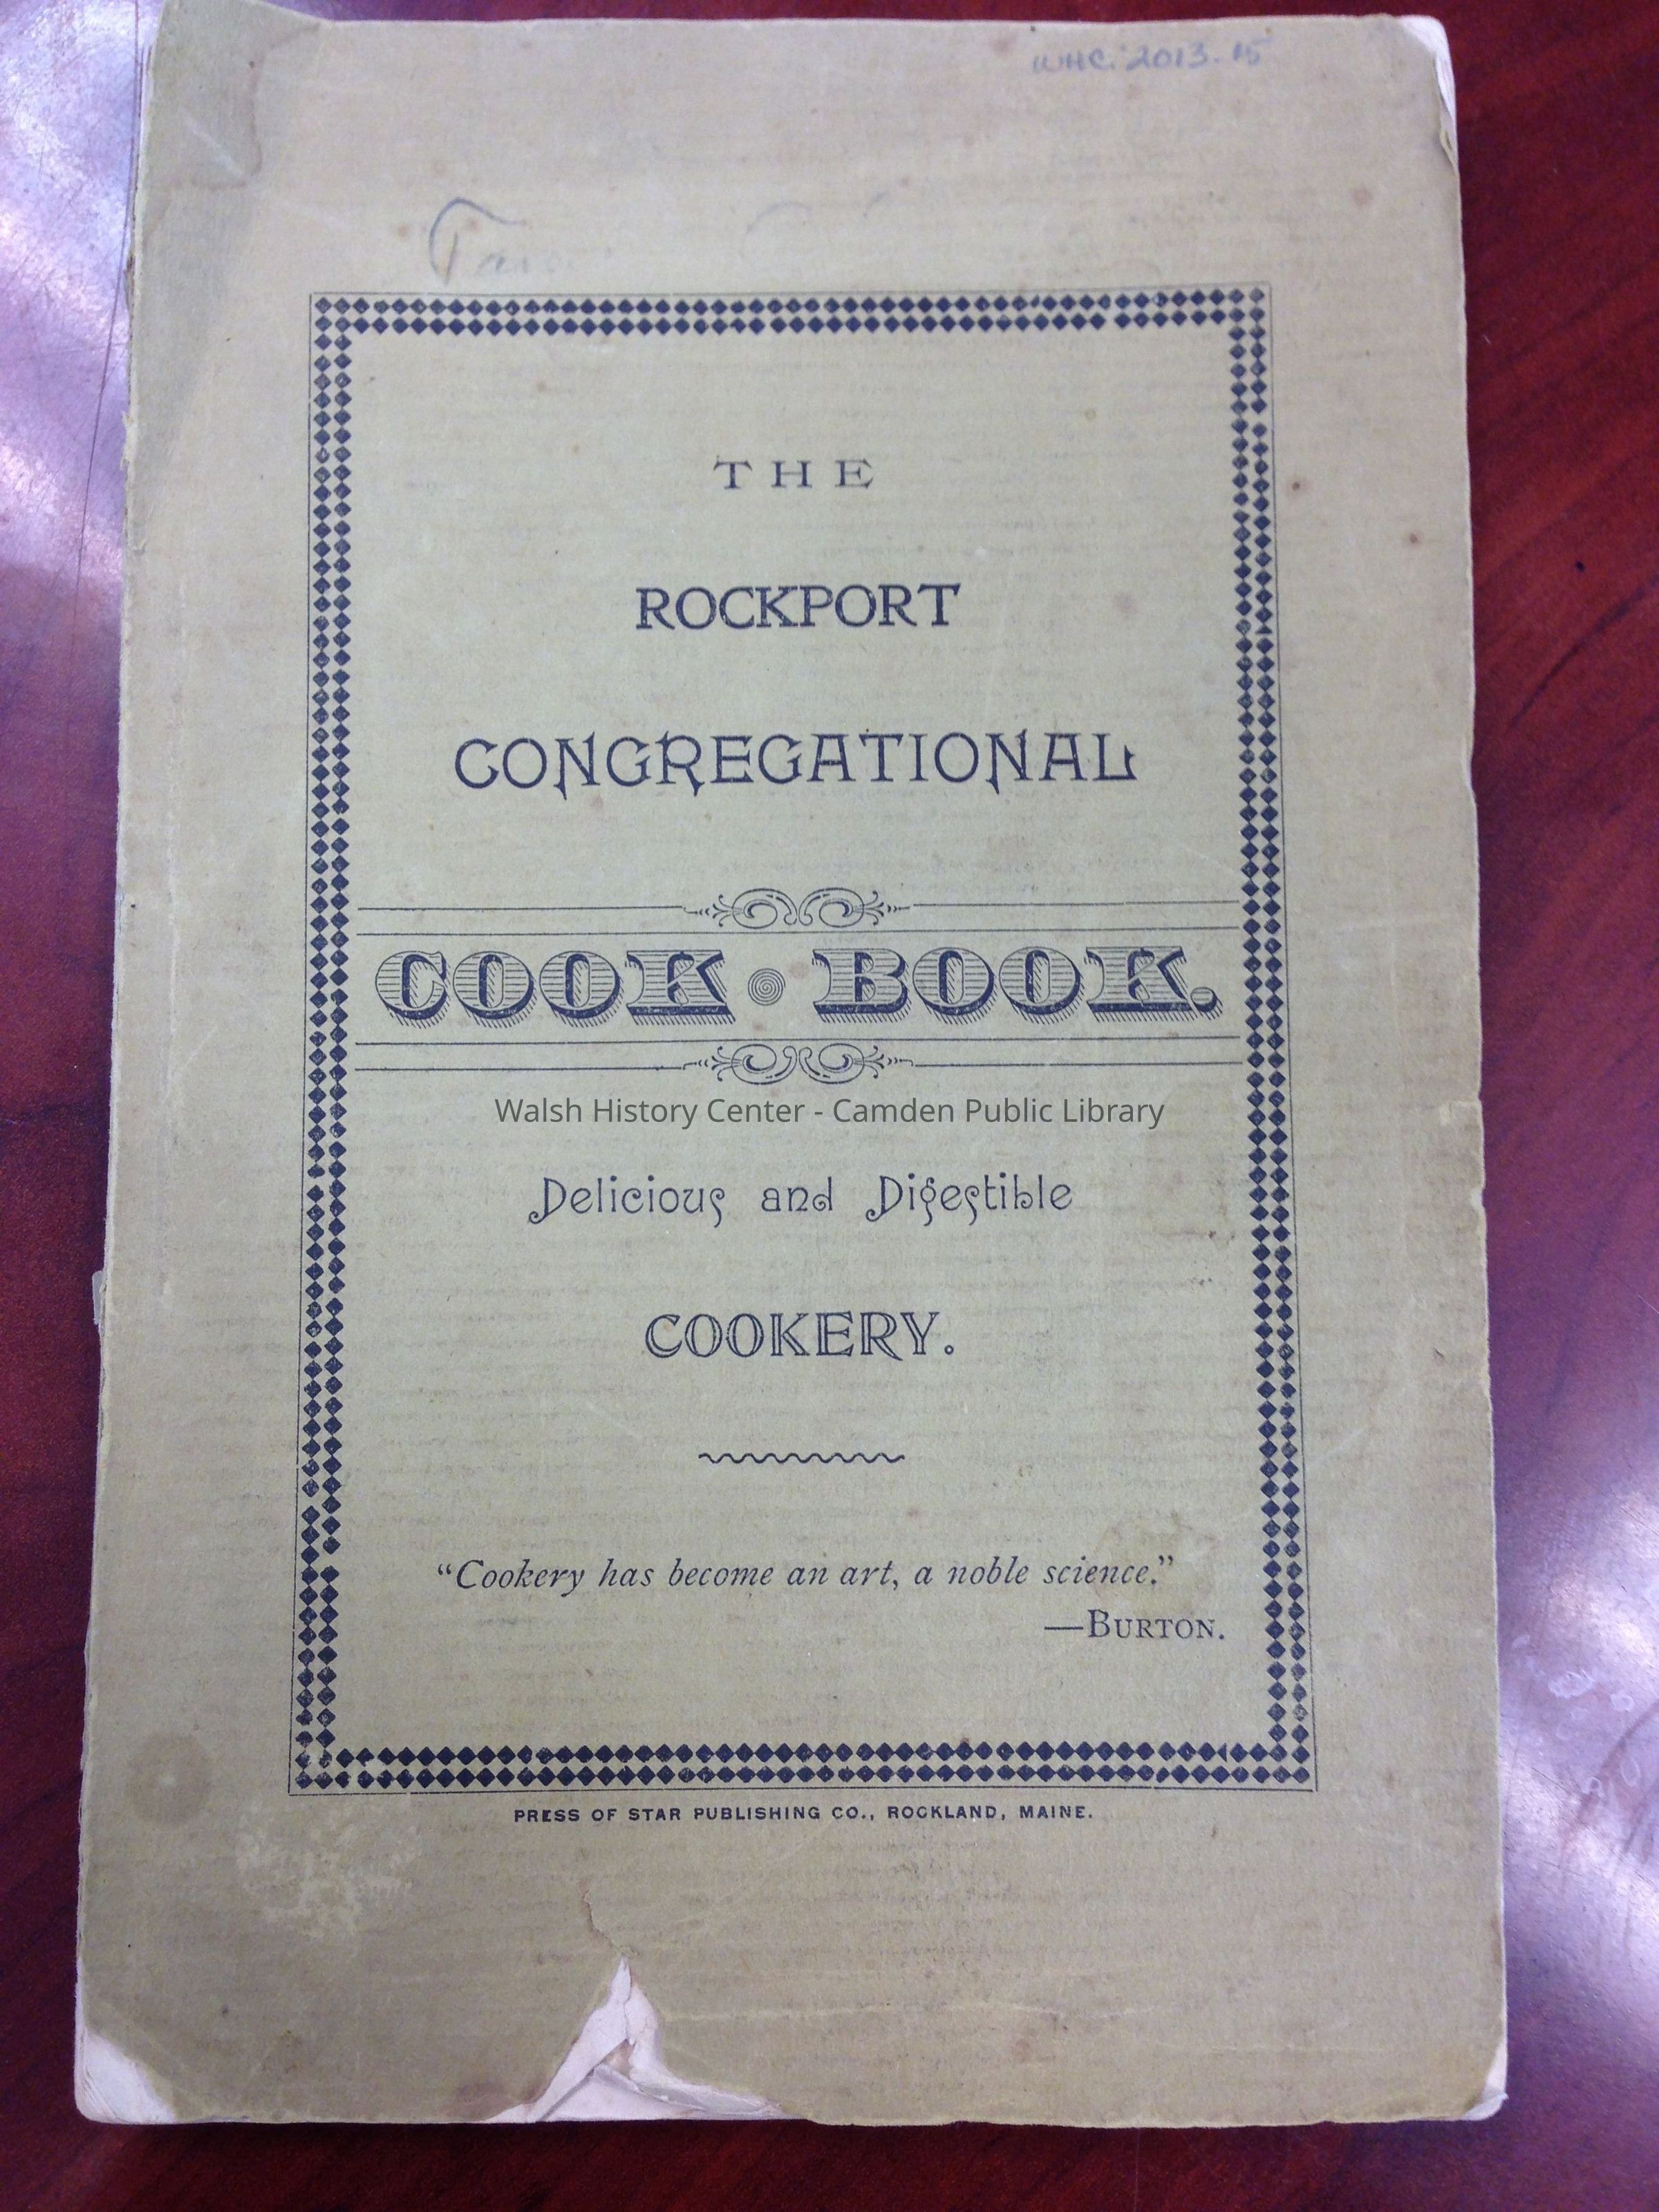 WHC. 2013. 15
THE
ROCKPORT
CONGREGATIONAL
COOK BOOK.
Walsh History Center - Camden Public Library
Delicious and Digestible
COOKERY.
“Cookery has become an art, a noble science.”
—BURTON.
PRESS OF STAR PUBLISHING CO., ROCKLAND, MAINE.